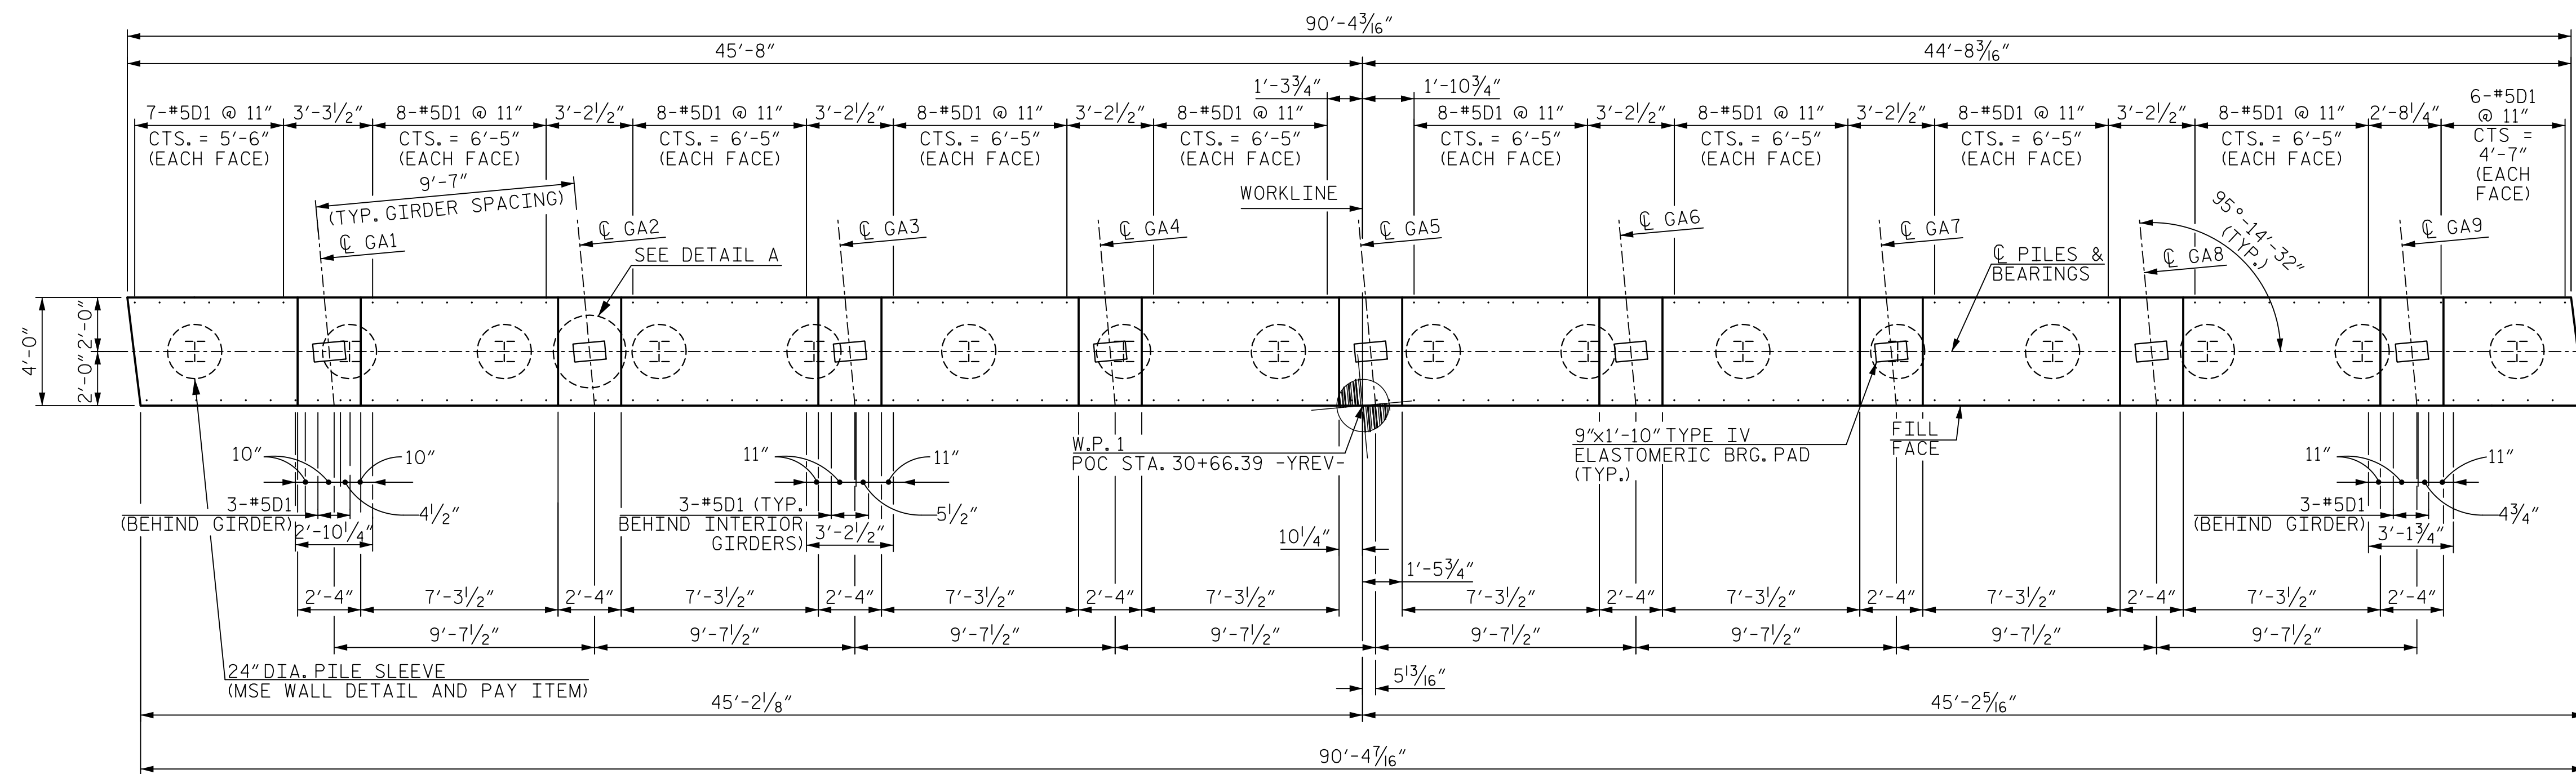 90'-4 3/16"
45'-8"
44'-8 3/16"
1'-3 3/4"
1'-10 3/4"
7-#5D1 @ 11"
CTS. = 5'-6"
(EACH FACE)
3'-3 1/2"
8-#5D1 @ 11"
CTS. = 6'-5"
(EACH FACE)
3'-2 1/2"
8-#5D1 @ 11"
CTS. = 6'-5"
(EACH FACE)
3'-2 1/2"
8-#5D1 @ 11"
CTS. = 6'-5"
(EACH FACE)
3'-2 1/2"
8-#5D1 @ 11"
CTS. = 6'-5"
(EACH FACE)
8-#5D1 @ 11"
CTS. = 6'-5"
(EACH FACE)
3'-2 1/2"
8-#5D1 @ 11"
CTS. = 6'-5"
(EACH FACE)
3'-2 1/2"
8-#5D1 @ 11"
CTS. = 6'-5"
(EACH FACE)
3'-2 1/2"
8-#5D1 @ 11"
CTS. = 6'-5"
(EACH FACE)
2'-8 1/4"
6-#5D1
@ 11"
CTS =
4'-7"
(EACH
FACE)
9'-7"
(TYP. GIRDER SPACING)
WORKLINE
℄ GA1
℄ GA2
℄ GA3
℄ GA4
℄ GA5
℄ GA6
℄ GA7
℄ GA8
℄ GA9
SEE DETAIL A
℄ PILES &
BEARINGS
95°-14'-32"
(TYP.)
4'-0"
2'-0"
2'-0"
W.P. 1
POC STA. 30+66.39 -YREV-
9"x1'-10" TYPE IV
ELASTOMERIC BRG. PAD
(TYP.)
FILL
FACE
10"
10"
3-#5D1
(BEHIND GIRDER)
4 1/2"
2'-10 1/4"
11"
11"
3-#5D1 (TYP.
BEHIND INTERIOR
GIRDERS)
5 1/2"
3'-2 1/2"
11"
11"
3-#5D1
(BEHIND GIRDER)
4 3/4"
3'-1 3/4"
10 1/4"
1'-5 3/4"
2'-4"
7'-3 1/2"
2'-4"
7'-3 1/2"
2'-4"
7'-3 1/2"
2'-4"
7'-3 1/2"
7'-3 1/2"
2'-4"
7'-3 1/2"
2'-4"
7'-3 1/2"
2'-4"
7'-3 1/2"
2'-4"
9'-7 1/2"
9'-7 1/2"
9'-7 1/2"
9'-7 1/2"
9'-7 1/2"
9'-7 1/2"
9'-7 1/2"
9'-7 1/2"
24" DIA. PILE SLEEVE
(MSE WALL DETAIL AND PAY ITEM)
5 13/16"
45'-2 1/8"
45'-2 5/16"
90'-4 7/16"